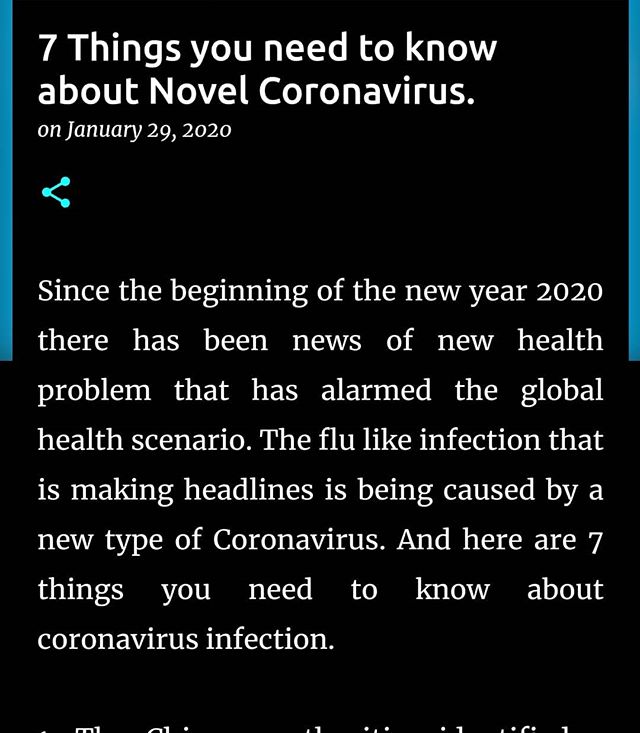 7 Things you need to know
about Novel Coronavirus.
on January 29, 2020
Since the beginning of the new year 2020
there has been news of new health
problem that has alarmed the global
health scenario. The flu like infection that
is making headlines is being caused by a
new type of Coronavirus. And here are 7
things you need to know about
coronavirus infection.